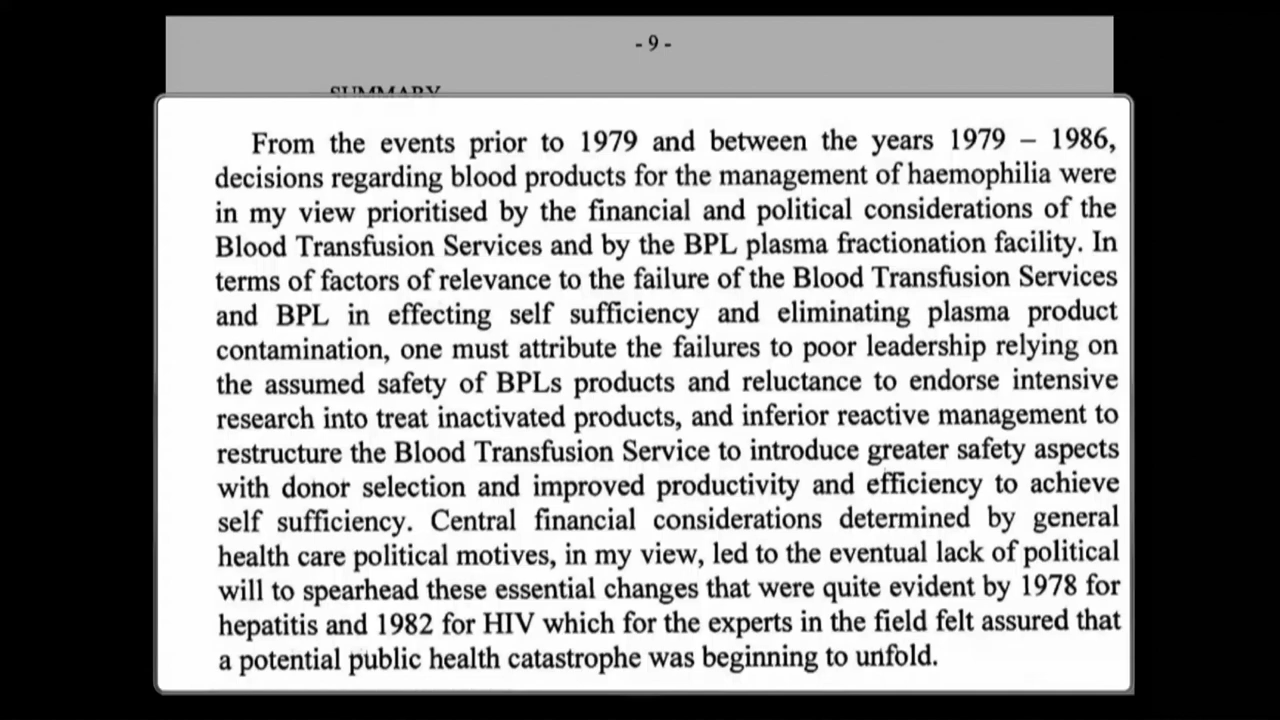 - 9 -
SUMMARY
From the events prior to 1979 and between the years 1979 – 1986,
decisions regarding blood products for the management of haemophilia were
in my view prioritised by the financial and political considerations of the
Blood Transfusion Services and by the BPL plasma fractionation facility. In
terms of factors of relevance to the failure of the Blood Transfusion Services
and BPL in effecting self sufficiency and eliminating plasma product
contamination, one must attribute the failures to poor leadership relying on
the assumed safety of BPLs products and reluctance to endorse intensive
research into treat inactivated products, and inferior reactive management to
restructure the Blood Transfusion Service to introduce greater safety aspects
with donor selection and improved productivity and efficiency to achieve
self sufficiency. Central financial considerations determined by general
health care political motives, in my view, led to the eventual lack of political
will to spearhead these essential changes that were quite evident by 1978 for
hepatitis and 1982 for HIV which for the experts in the field felt assured that
a potential public health catastrophe was beginning to unfold.